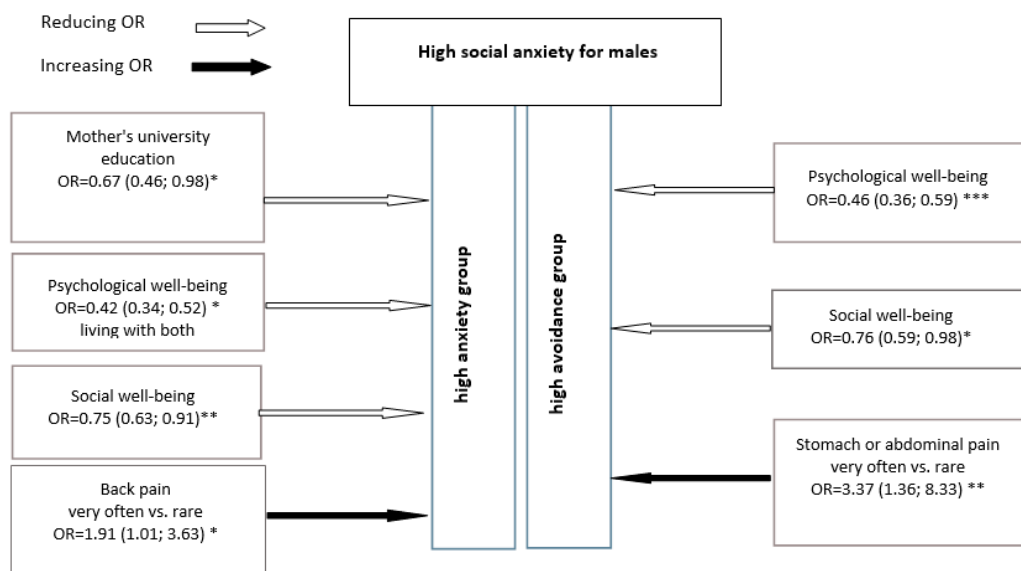 Reducing OR
Increasing OR
High social anxiety for males
Mother's university
education
OR=0.67 (0.46; 0.98)*
Psychological well-being
OR=0.42 (0.34; 0.52) *
living with both
Social well-being
OR=0.75 (0.63; 0.91)**
Back pain
very often vs. rare
OR=1.91 (1.01; 3.63) *
high anxiety group
high avoidance group
Psychological well-being
OR=0.46 (0.36; 0.59) ***
Social well-being
OR=0.76 (0.59; 0.98)*
Stomach or abdominal pain
very often vs. rare
OR=3.37 (1.36; 8.33) **